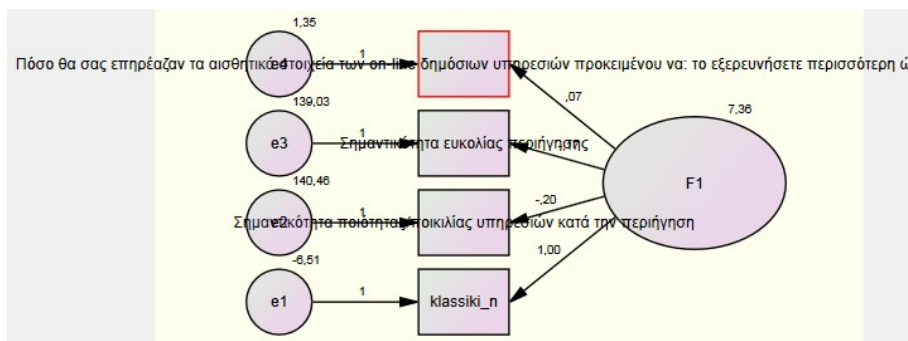 1,35
e4
1
Πόσο θα σας επηρέαζαν τα αισθητικά στοιχεία των on-line δημόσιων υπηρεσιών προκειμένου να: το εξερευνήσετε περισσότερη ώ
,07
139,03
e3
1
Σημαντικότητα ευκολίας περιήγησης
7,36
F1
140,46
e2
1
Σημαντικότητα ποιότητας/ποικιλίας υπηρεσιών κατά την περιήγηση
-,20
-6,51
e1
1
klassiki_n
1,00